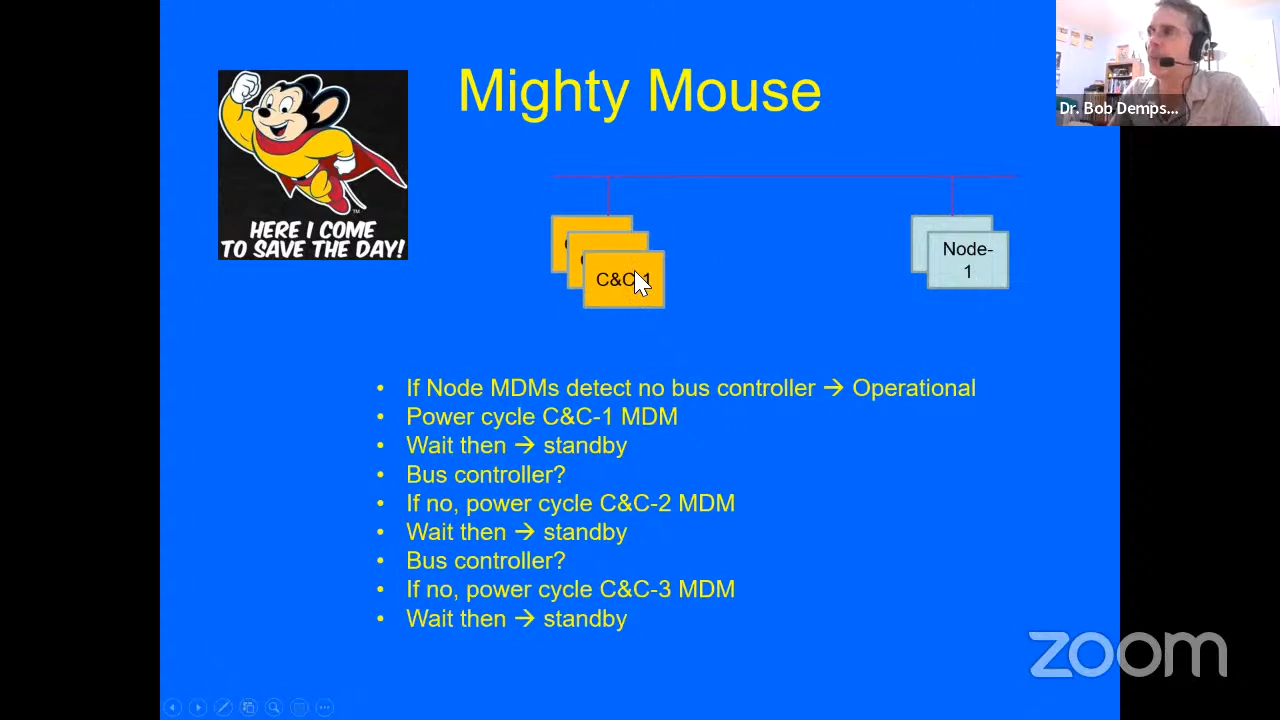 Mighty Mouse
HERE I COME
TO SAVE THE DAY!
™
Dr. Bob Demps...
C&C-1
Node-
1
• If Node MDMs detect no bus controller → Operational
• Power cycle C&C-1 MDM
• Wait then → standby
• Bus controller?
• If no, power cycle C&C-2 MDM
• Wait then → standby
• Bus controller?
• If no, power cycle C&C-3 MDM
• Wait then → standby
zoom